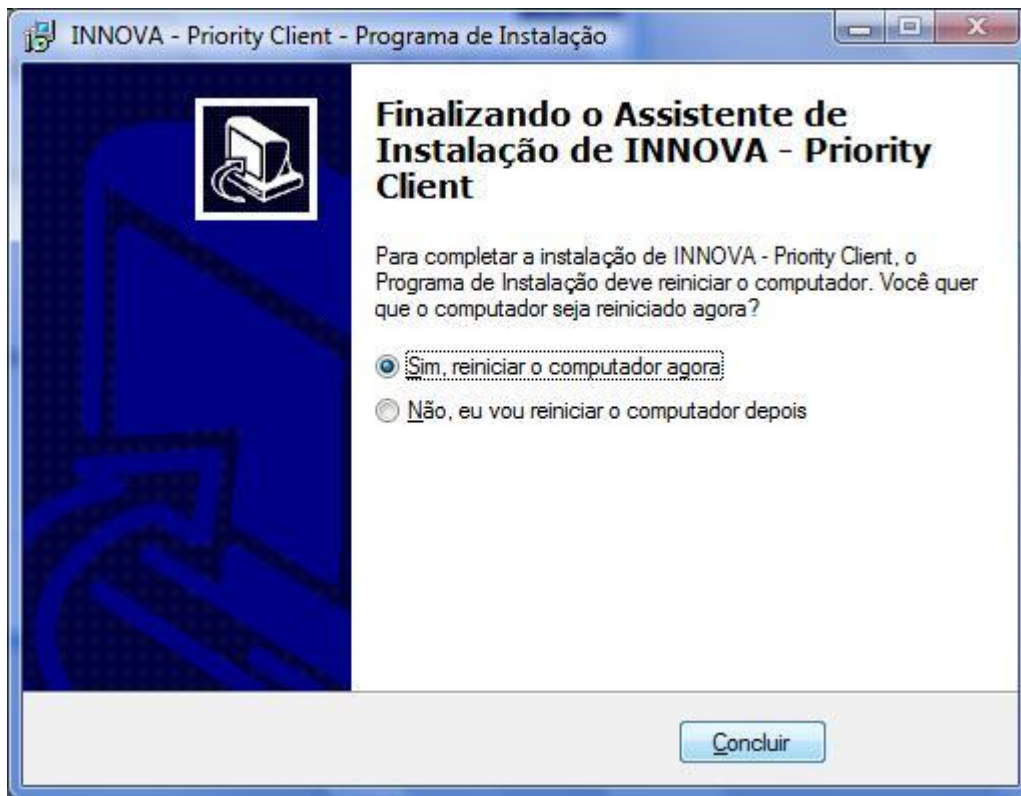 INNOVA - Priority Client - Programa de Instalação
Finalizando o Assistente de
Instalação de INNOVA - Priority
Client
Para completar a instalação de INNOVA - Priority Client, o
Programa de Instalação deve reiniciar o computador. Você quer
que o computador seja reiniciado agora?
Sim, reiniciar o computador agora
Não, eu vou reiniciar o computador depois
Concluir